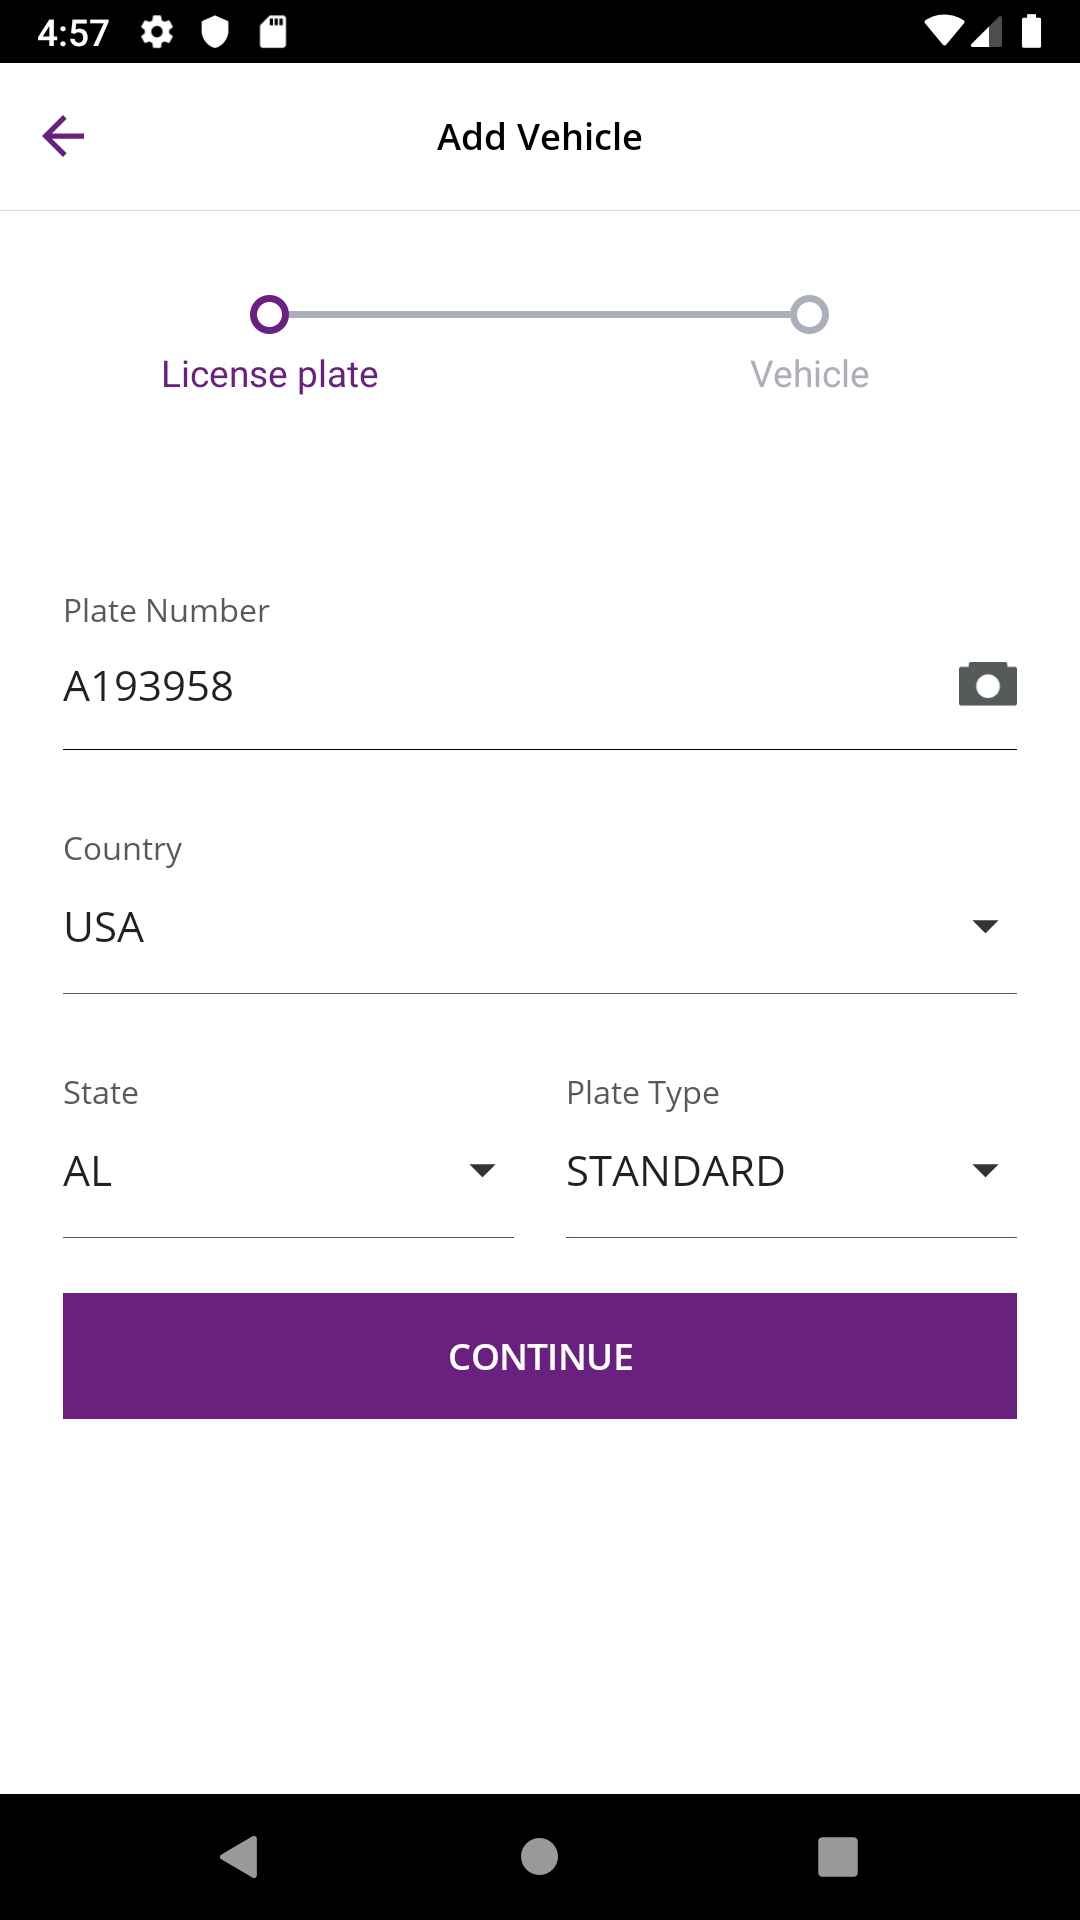 4:57
Add Vehicle
License plate
Vehicle
Plate Number
A193958
Country
USA
State
Plate Type
AL
STANDARD
CONTINUE